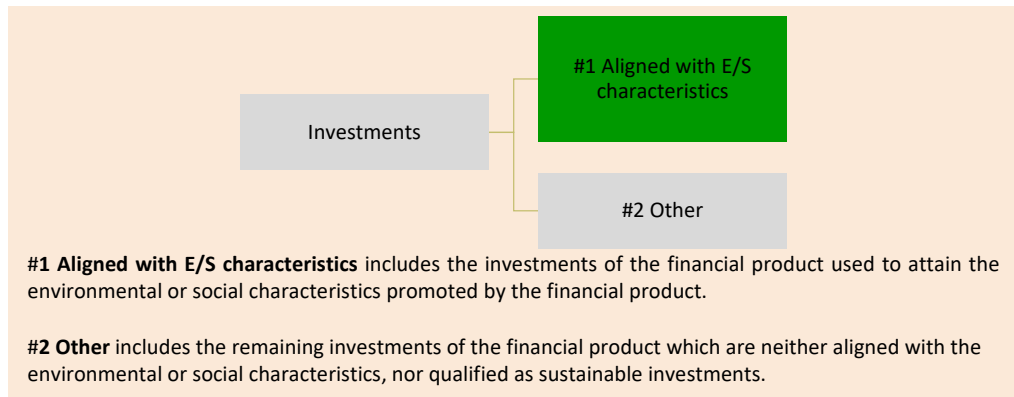 #1 Aligned with E/S
characteristics
Investments
#2 Other
#1 Aligned with E/S characteristics includes the investments of the financial product used to attain the
environmental or social characteristics promoted by the financial product.
#2 Other includes the remaining investments of the financial product which are neither aligned with the
environmental or social characteristics, nor qualified as sustainable investments.